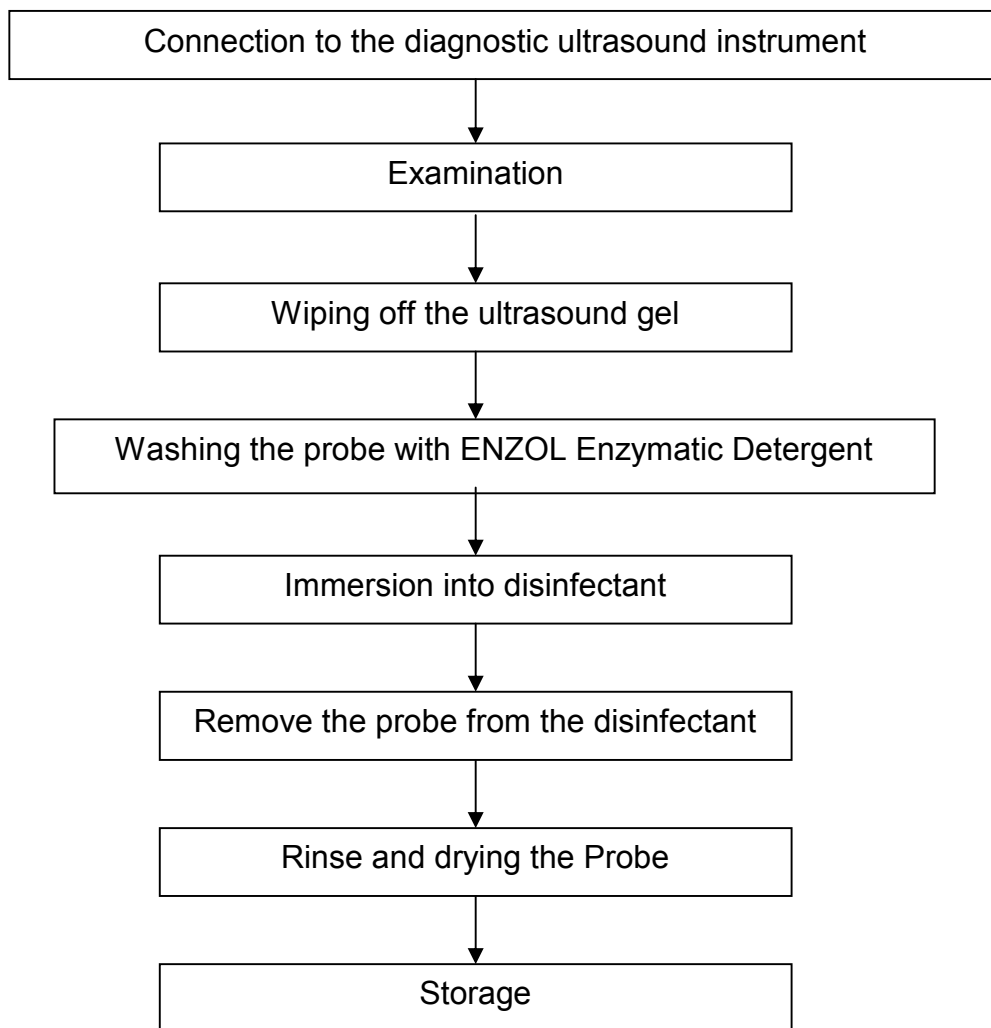 Connection to the diagnostic ultrasound instrument
Examination
Wiping off the ultrasound gel
Washing the probe with ENZOL Enzymatic Detergent
Immersion into disinfectant
Remove the probe from the disinfectant
Rinse and drying the Probe
Storage